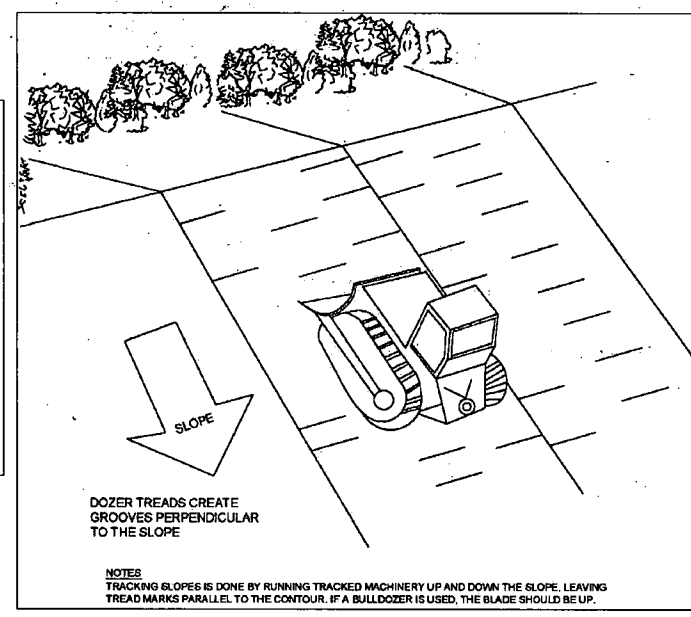 SLOPE
DOZER TREADS CREATE
GROOVES PERPENDICULAR
TO THE SLOPE
NOTES
TRACKING SLOPES IS DONE BY RUNNING TRACKED MACHINERY UP AND DOWN THE SLOPE, LEAVING
TREAD MARKS PARALLEL TO THE CONTOUR. IF A BULLDOZER IS USED, THE BLADE SHOULD BE UP.